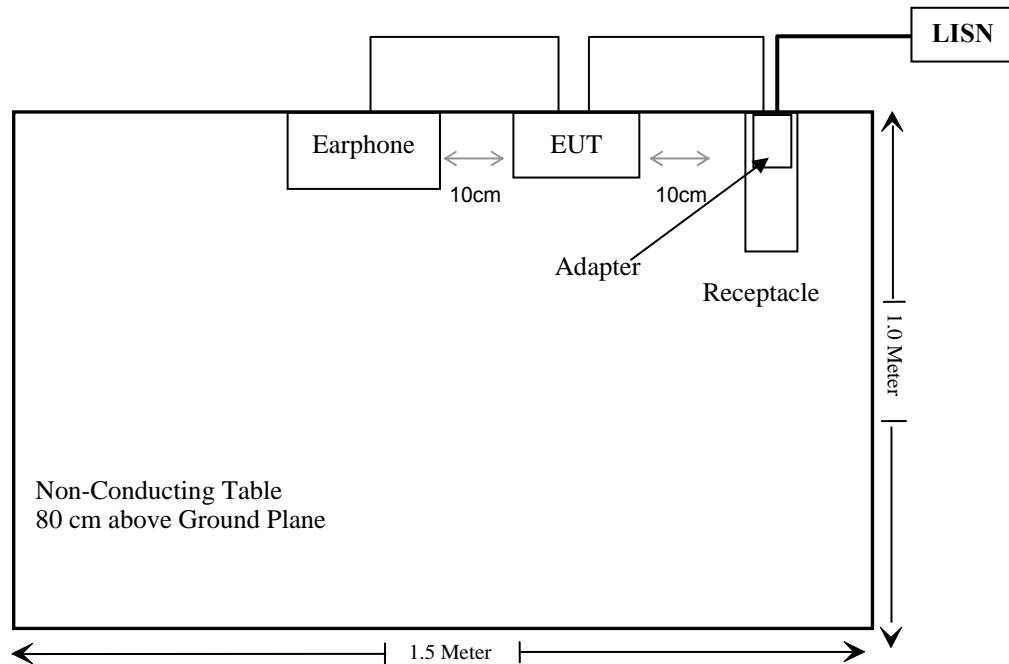 LISN
Earphone
EUT
10cm
10cm
Adapter
Receptacle
1.0 Meter
Non-Conducting Table
80 cm above Ground Plane
1.5 Meter